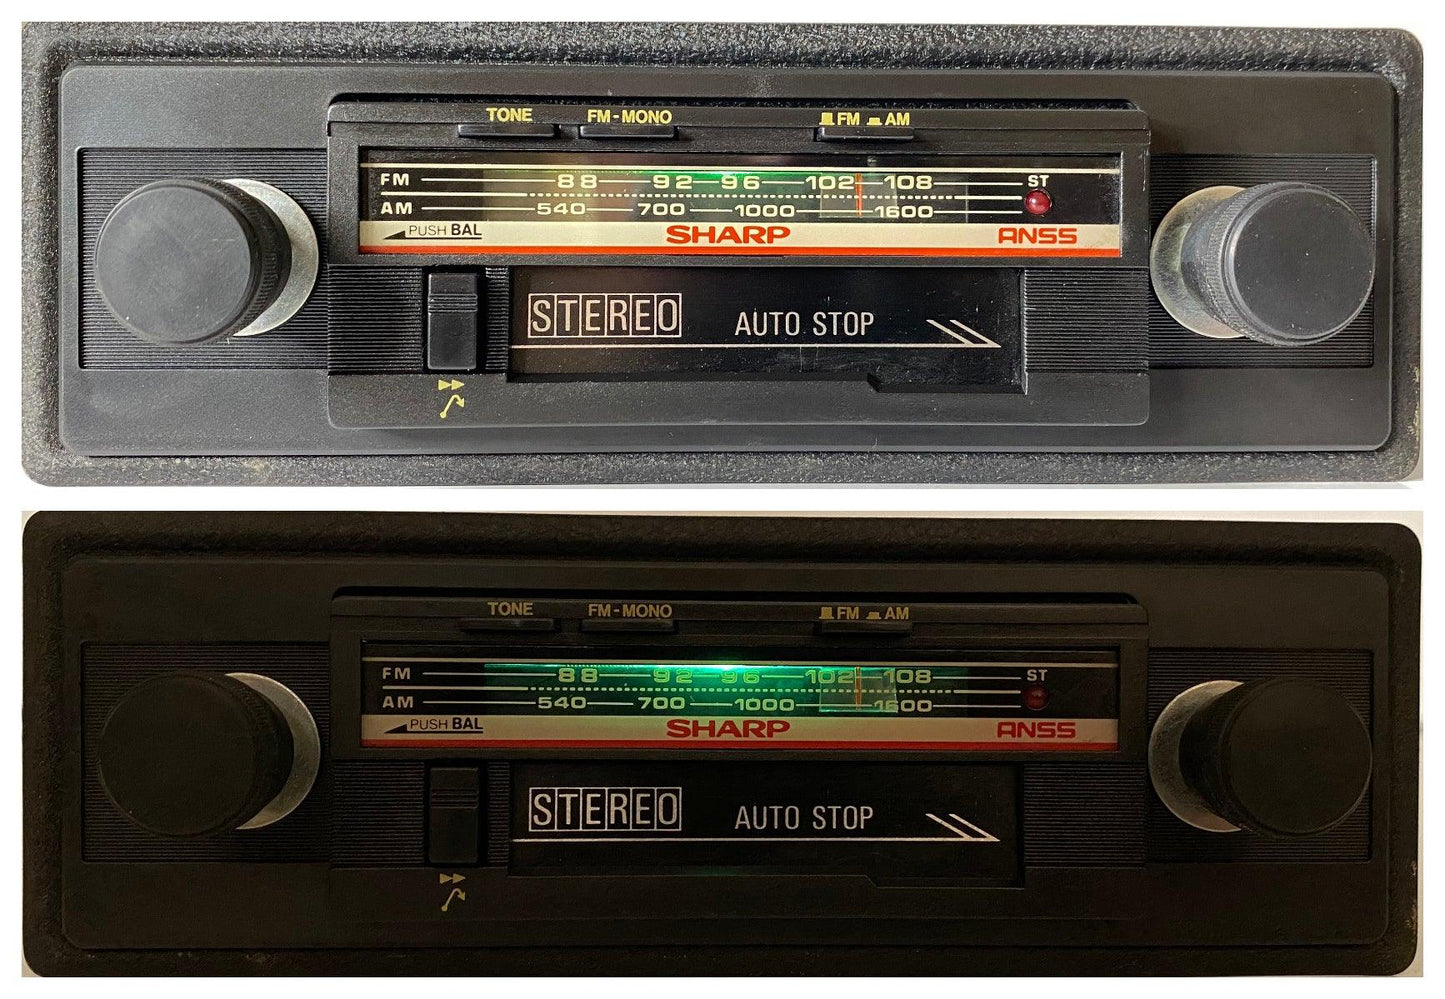 TONE FM-MONO FM AM
FM 88 92 96 102 108 ST
AM 540 700 1000 1600
PUSH BAL SHARP ANSS
STEREO AUTO STOP
TONE FM-MONO FM AM
FM 88 92 96 102 108 ST
AM 540 700 1000 1600
PUSH BAL SHARP ANSS
STEREO AUTO STOP